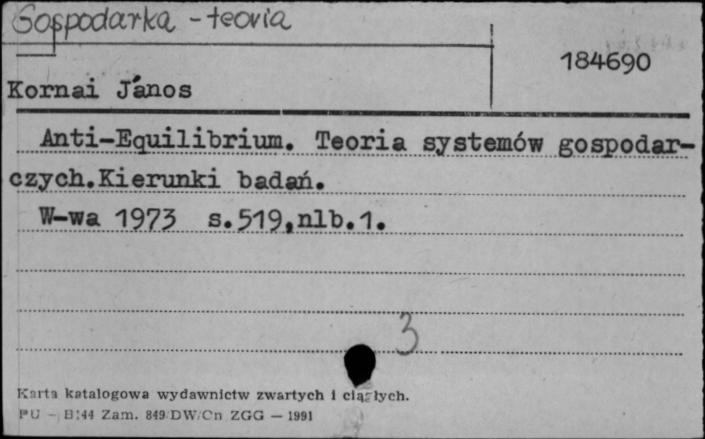 Gospodarka - teoria
184690
Kornai János
Anti-Equilibrium. Teoria systemów gospodar-
czych.Kierunki badań.
W-wa 1973 s.519,nlb.1.
3
Karta katalogowa wydawnictw zwartych i ciągłych.
PU - B/44 Zam. 849/DW/Cn ZGG — 1991